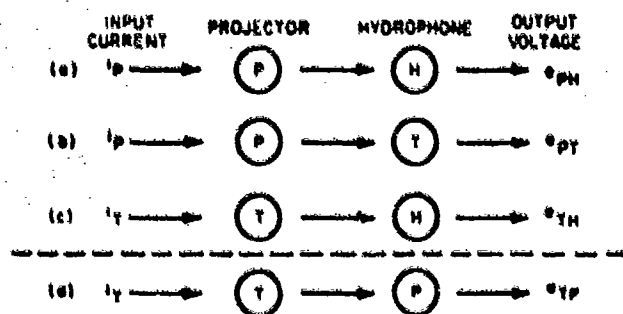 INPUT CURRENT PROJECTOR HYDROPHONE OUTPUT VOLTAGE
(a) iP P H ePH
(b) iP P T ePT
(c) iT T H eTH
(d) iT T P eTP